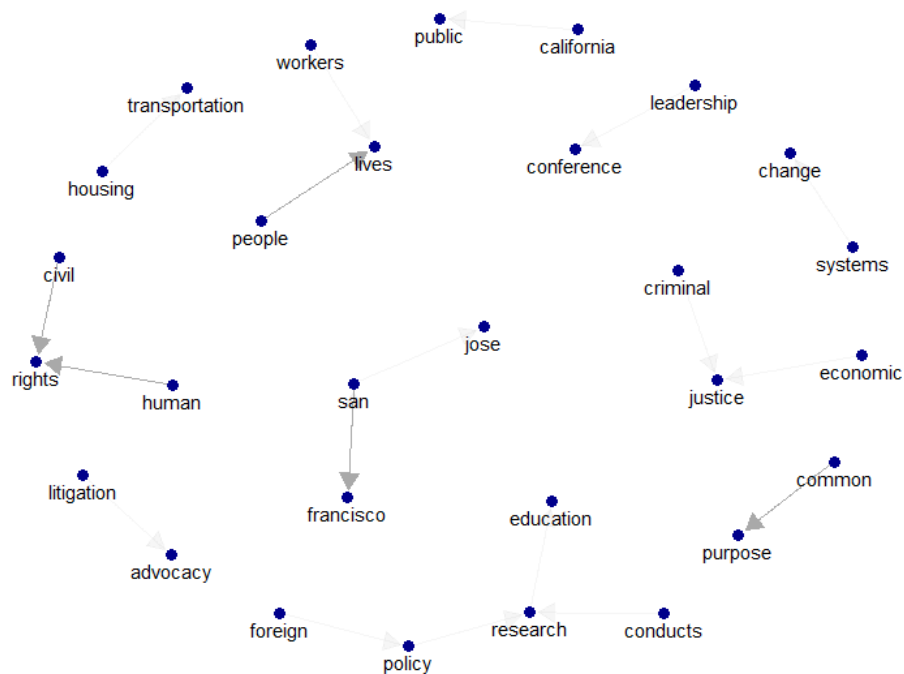 public
california
workers
transportation
leadership
lives
conference
change
housing
people
civil
systems
criminal
jose
rights
human
san
justice
economic
litigation
francisco
education
common
purpose
advocacy
foreign
policy
research
conducts